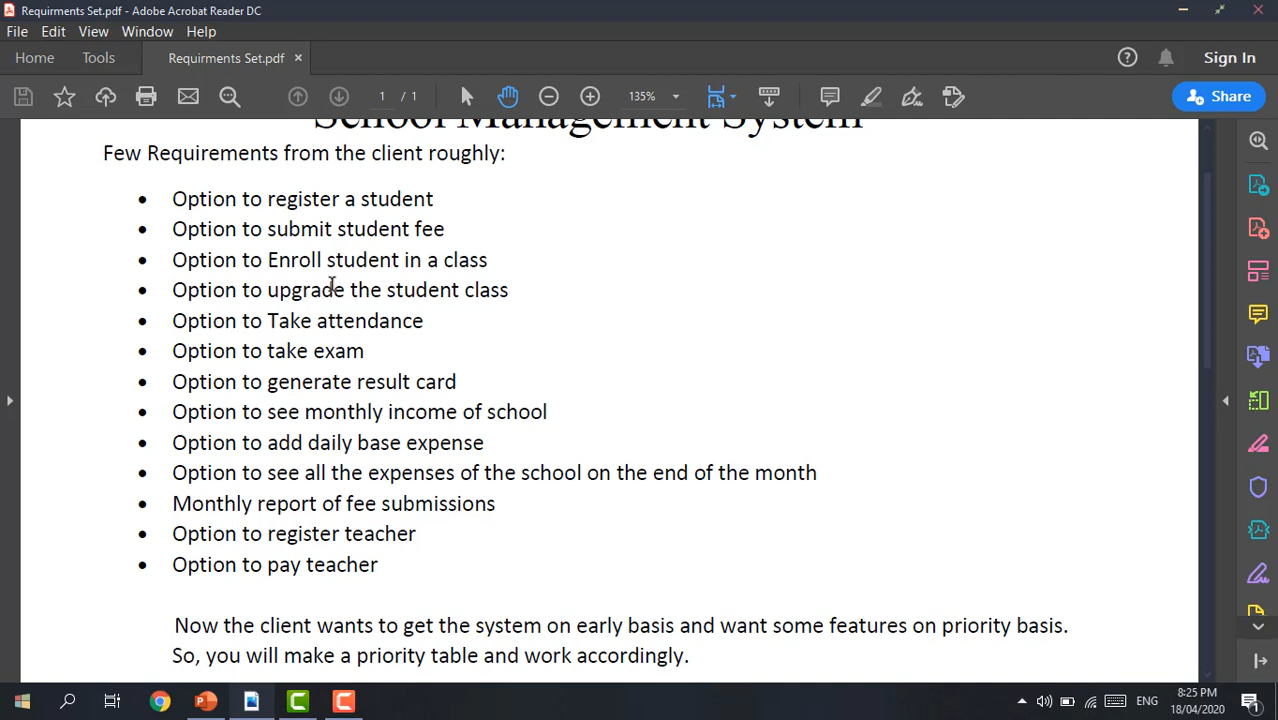 Requirments Set.pdf - Adobe Acrobat Reader DC
File Edit View Window Help
Home Tools Requirments Set.pdf × Sign In
1 / 1 135% Share
School Management System
Few Requirements from the client roughly:
• Option to register a student
• Option to submit student fee
• Option to Enroll student in a class
• Option to upgrade the student class
• Option to Take attendance
• Option to take exam
• Option to generate result card
• Option to see monthly income of school
• Option to add daily base expense
• Option to see all the expenses of the school on the end of the month
• Monthly report of fee submissions
• Option to register teacher
• Option to pay teacher
Now the client wants to get the system on early basis and want some features on priority basis.
So, you will make a priority table and work accordingly.
ENG
8:25 PM
18/04/2020